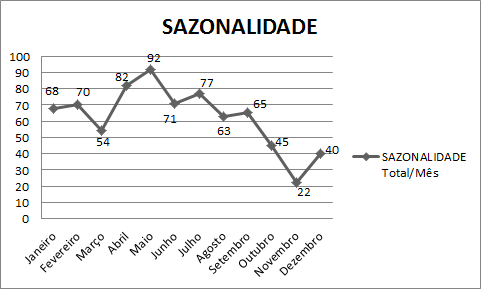 SAZONALIDADE
100
90
80
70
60
50
40
30
20
10
0
68
70
54
82
92
71
77
63
65
45
22
40
Janeiro
Fevereiro
Março
Abril
Maio
Junho
Julho
Agosto
Setembro
Outubro
Novembro
Dezembro
SAZONALIDADE
Total/Mês